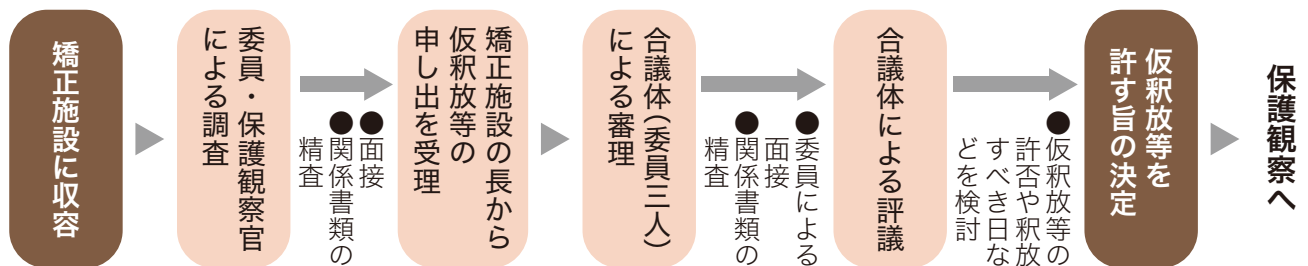 矯正施設に収容
委員・保護観察官
による調査
●面接
●関係書類の
精査
矯正施設の長から
仮釈放等の
申し出を受理
合議体(委員三人)
による審理
●委員による
面接
●関係書類の
精査
合議体による評議
●仮釈放等の
許否や釈放
すべき日な
どを検討
仮釈放等を
許す旨の決定
保護観察へ